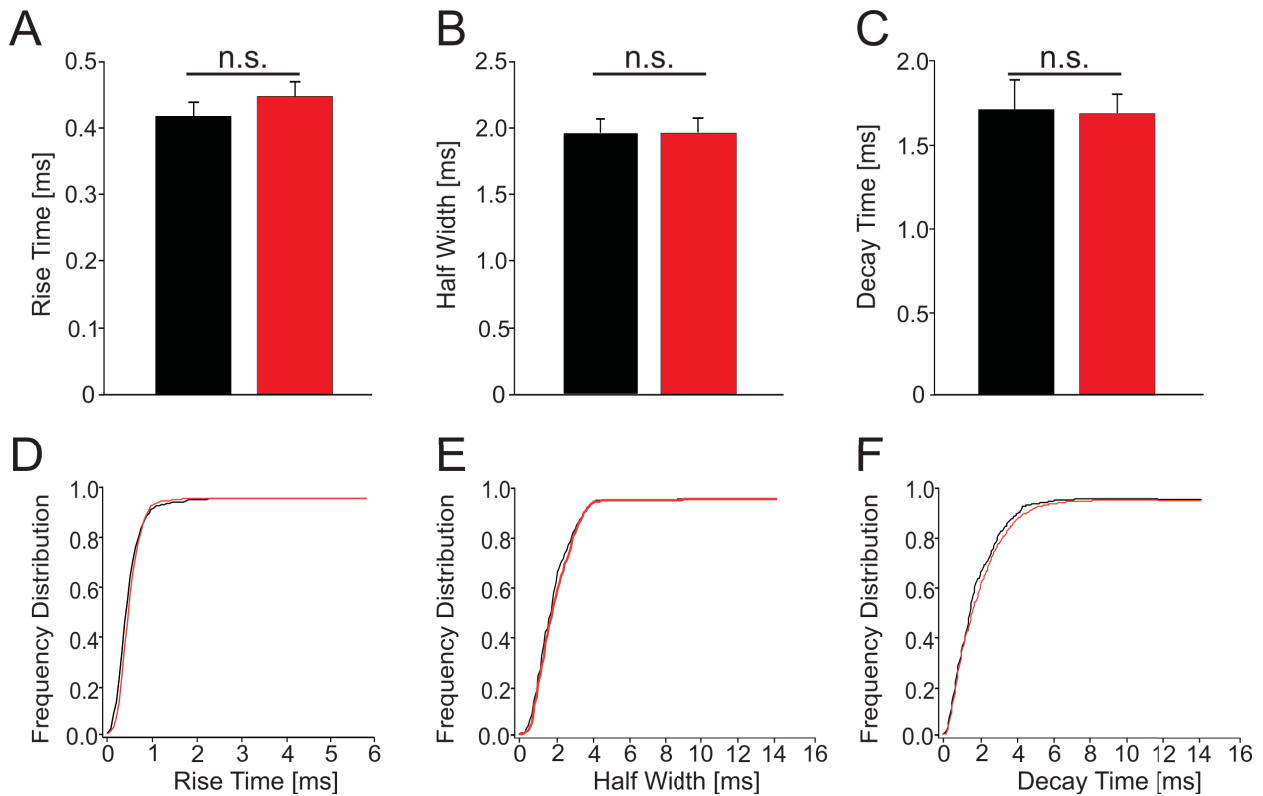 A
B
C
n.s.
n.s.
n.s.
Rise Time [ms]
0.5
0.4
0.3
0.2
0.1
0
Half Width [ms]
2.5
2.0
1.5
1.0
0.5
0
Decay Time [ms]
2.0
1.5
1.0
0.5
0
D
E
F
Frequency Distribution
1.0
0.8
0.6
0.4
0.2
0.0
0 1 2 3 4 5 6
Rise Time [ms]
Frequency Distribution
1.0
0.8
0.6
0.4
0.2
0.0
0 2 4 6 8 10 12 14 16
Half Width [ms]
Frequency Distribution
1.0
0.8
0.6
0.4
0.2
0.0
0 2 4 6 8 10 12 14 16
Decay Time [ms]